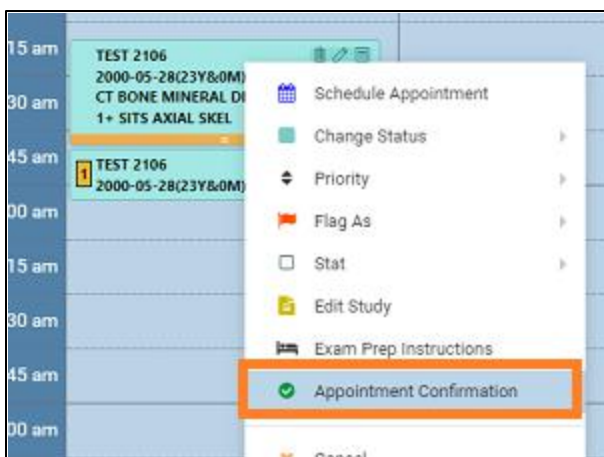 15 am
TEST 2106
2000-05-28(23Y&0M)
CT BONE MINERAL D
1+ SITS AXIAL SKEL
30 am
45 am
TEST 2106
1
2000-05-28(23Y&0M)
00 am
15 am
30 am
45 am
00 am
Schedule Appointment
Change Status
Priority
Flag As
Stat
Edit Study
Exam Prep Instructions
Appointment Confirmation
Cancel